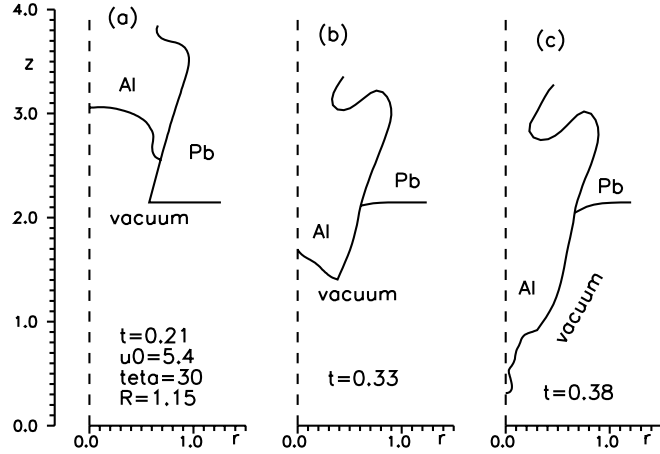 4.0
z
3.0
2.0
1.0
0.0
(a)
Al
Pb
vacuum
t=0.21
u0=5.4
teta=30
R=1.15
0.0
1.0
r
(b)
Pb
Al
vacuum
t=0.33
0.0
1.0
r
(c)
Pb
Al
vacuum
t=0.38
0.0
1.0
r